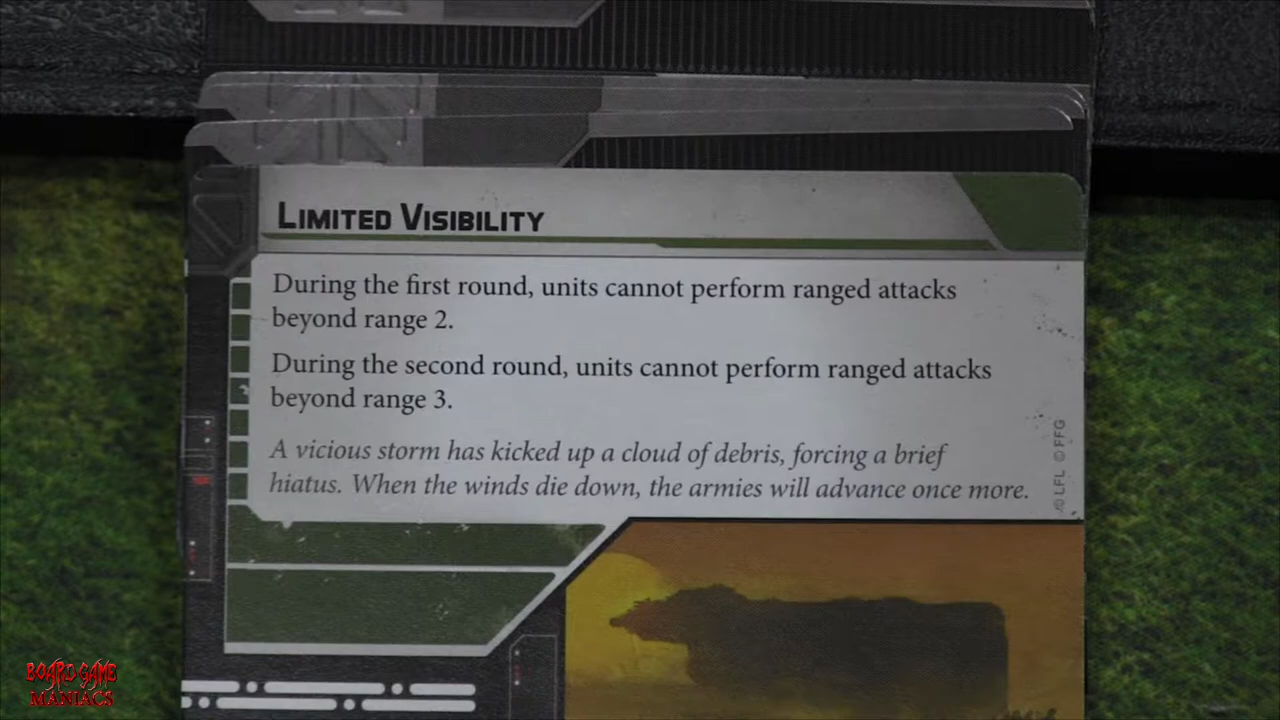 LIMITED VISIBILITY
During the first round, units cannot perform ranged attacks
beyond range 2.
During the second round, units cannot perform ranged attacks
beyond range 3.
A vicious storm has kicked up a cloud of debris, forcing a brief
hiatus. When the winds die down, the armies will advance once more.
© LFL © FFG
BOARD GAME
MANIACS